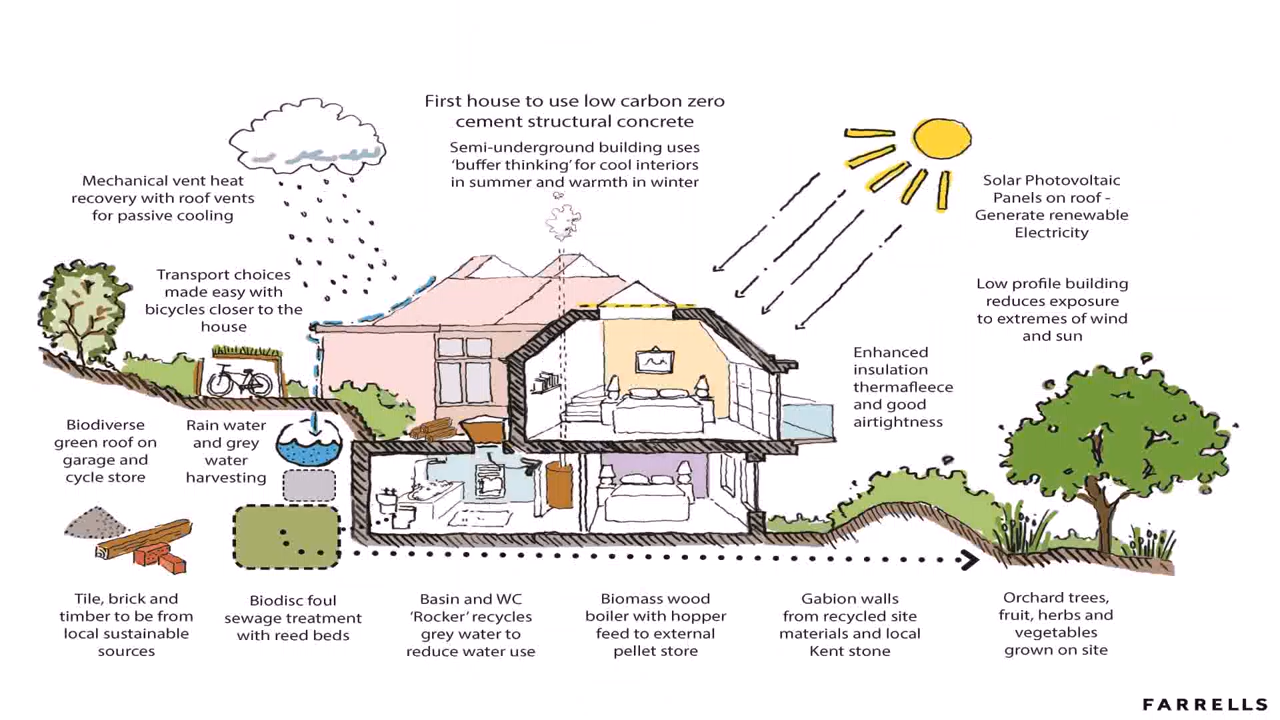 First house to use low carbon zero
cement structural concrete
Semi-underground building uses
‘buffer thinking’ for cool interiors
in summer and warmth in winter
Mechanical vent heat
recovery with roof vents
for passive cooling
Solar Photovoltaic
Panels on roof -
Generate renewable
Electricity
Transport choices
made easy with
bicycles closer to the
house
Low profile building
reduces exposure
to extremes of wind
and sun
Enhanced
insulation
thermafleece
and good
airtightness
Biodiverse
green roof on
garage and
cycle store
Rain water
and grey
water
harvesting
Tile, brick and
timber to be from
local sustainable
sources
Biodisc foul
sewage treatment
with reed beds
Basin and WC
‘Rocker’ recycles
grey water to
reduce water use
Biomass wood
boiler with hopper
feed to external
pellet store
Gabion walls
from recycled site
materials and local
Kent stone
Orchard trees,
fruit, herbs and
vegetables
grown on site
FARRELLS